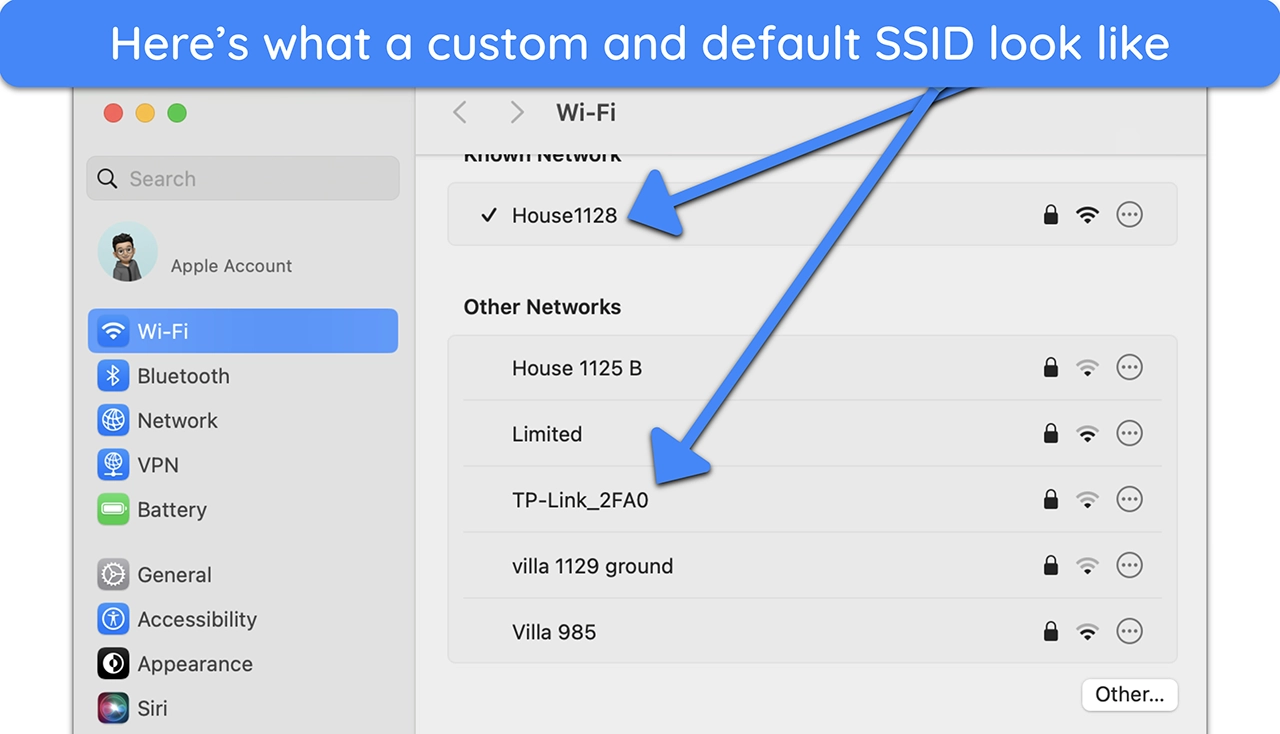 Here's what a custom and default SSID look like
Wi-Fi
Search
Apple Account
Wi-Fi
Bluetooth
Network
VPN
Battery
General
Accessibility
Appearance
Siri
Known Network
House1128
Other Networks
House 1125 B
Limited
TP-Link_2FA0
villa 1129 ground
Villa 985
Other...